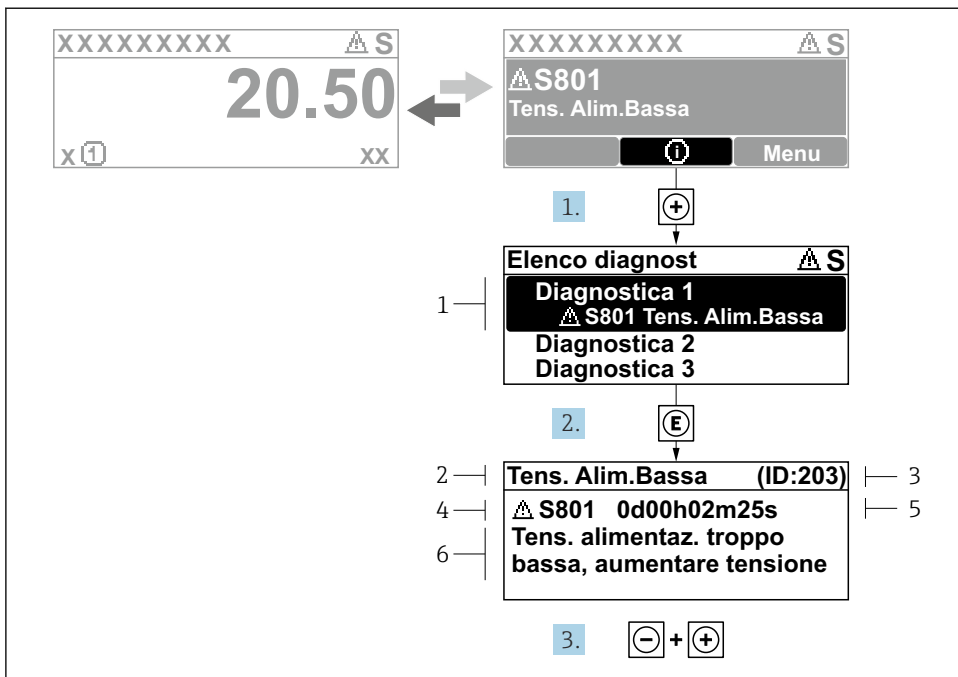 XXXXXXXXX ⚠ S
20.50
x 1 xx
XXXXXXXXX ⚠ S
⚠ S801
Tens. Alim.Bassa
i Menu
1. +
Elenco diagnost ⚠ S
1 Diagnostica 1
⚠ S801 Tens. Alim.Bassa
Diagnostica 2
Diagnostica 3
2. E
2 Tens. Alim.Bassa (ID:203) 3
4 ⚠ S801 0d00h02m25s 5
6 Tens. alimentaz. troppo
bassa, aumentare tensione
3. - + +